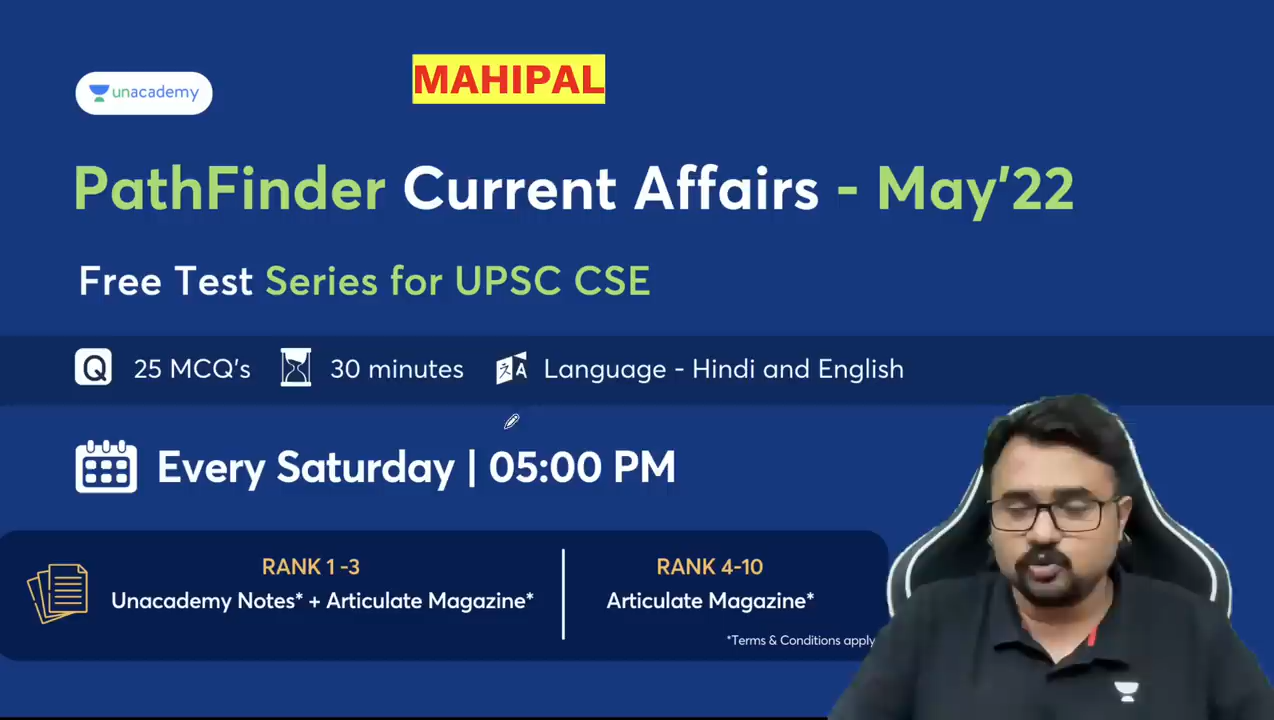 MAHIPAL
unacademy
PathFinder Current Affairs - May'22
Free Test Series for UPSC CSE
Q 25 MCQ's 30 minutes A Language - Hindi and English
Every Saturday | 05:00 PM
RANK 1 -3
Unacademy Notes* + Articulate Magazine*
RANK 4-10
Articulate Magazine*
*Terms & Conditions apply